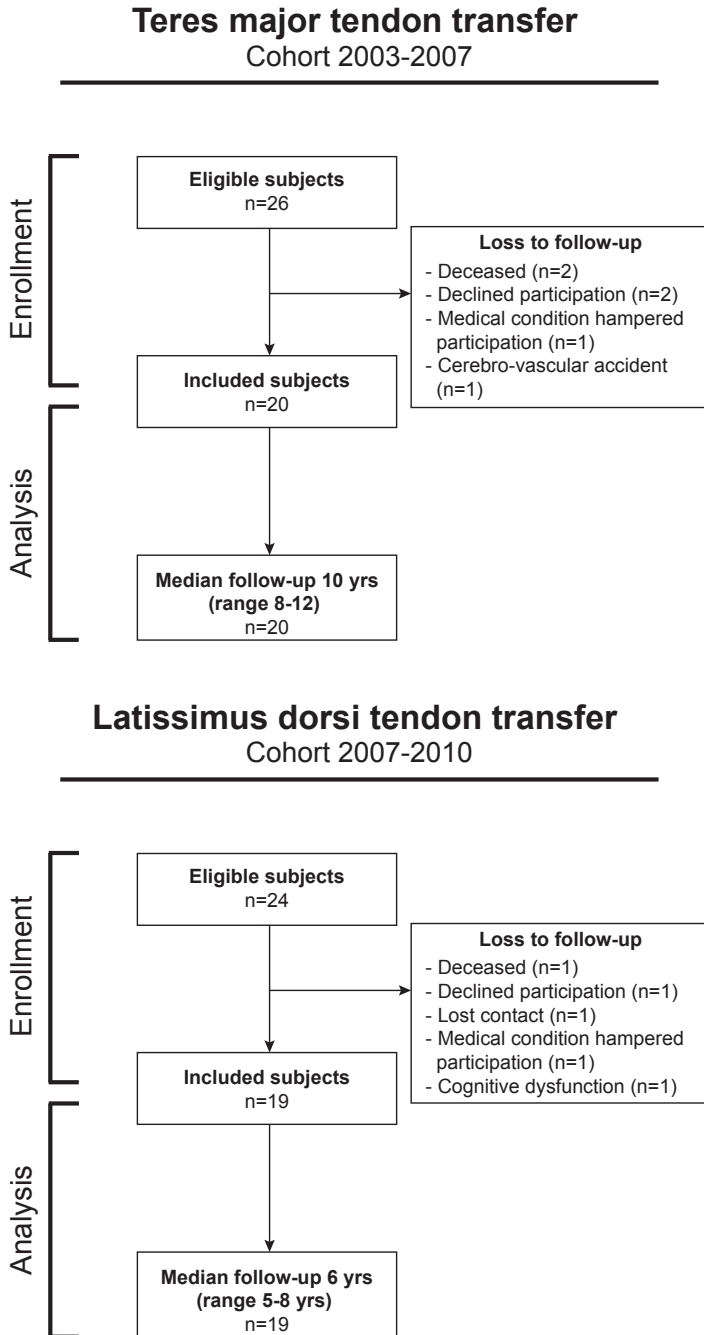 Teres major tendon transfer
Cohort 2003-2007
Enrollment
Eligible subjects
n=26
Loss to follow-up
- Deceased (n=2)
- Declined participation (n=2)
- Medical condition hampered
participation (n=1)
- Cerebro-vascular accident
(n=1)
Included subjects
n=20
Analysis
Median follow-up 10 yrs
(range 8-12)
n=20
Latissimus dorsi tendon transfer
Cohort 2007-2010
Enrollment
Eligible subjects
n=24
Loss to follow-up
- Deceased (n=1)
- Declined participation (n=1)
- Lost contact (n=1)
- Medical condition hampered
participation (n=1)
- Cognitive dysfunction (n=1)
Included subjects
n=19
Analysis
Median follow-up 6 yrs
(range 5-8 yrs)
n=19